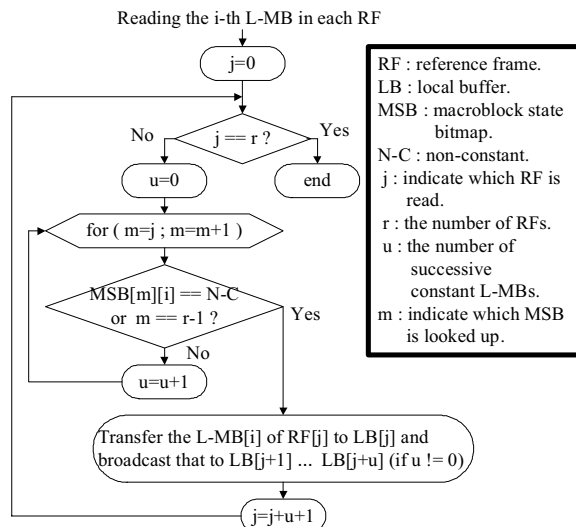 Reading the i-th L-MB in each RF
j=0
No
j == r ?
Yes
u=0
end
for ( m=j ; m=m+1 )
MSB[m][i] == N-C
or m == r-1 ?
Yes
No
u=u+1
Transfer the L-MB[i] of RF[j] to LB[j] and
broadcast that to LB[j+1] ... LB[j+u] (if u != 0)
j=j+u+1
RF : reference frame.
LB : local buffer.
MSB : macroblock state
bitmap.
N-C : non-constant.
j : indicate which RF is
read.
r : the number of RFs.
u : the number of
successive
constant L-MBs.
m : indicate which MSB
is looked up.